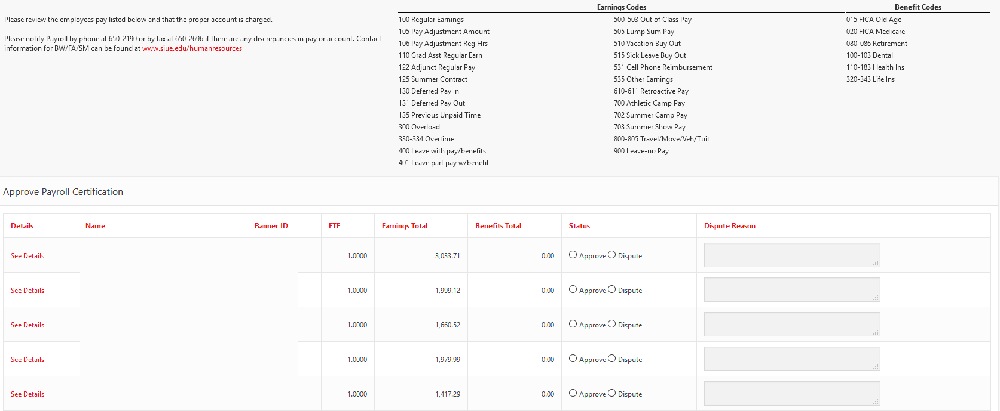 Earnings Codes Benefit Codes
Please review the employees pay listed below and that the proper account is charged.
Please notify Payroll by phone at 650-2190 or by fax at 650-2696 if there are any discrepancies in pay or account. Contact
information for BW/FA/SM can be found at www.siue.edu/humanresources
100 Regular Earnings 500-503 Out of Class Pay 015 FICA Old Age
105 Pay Adjustment Amount 505 Lump Sum Pay 020 FICA Medicare
106 Pay Adjustment Reg Hrs 510 Vacation Buy Out 080-086 Retirement
110 Grad Asst Regular Earn 515 Sick Leave Buy Out 100-103 Dental
122 Adjunct Regular Pay 531 Cell Phone Reimbursement 110-183 Health Ins
125 Summer Contract 535 Other Earnings 320-343 Life Ins
130 Deferred Pay In 610-611 Retroactive Pay
131 Deferred Pay Out 700 Athletic Camp Pay
135 Previous Unpaid Time 702 Summer Camp Pay
300 Overload 703 Summer Show Pay
330-334 Overtime 800-805 Travel/Move/Veh/Tuit
400 Leave with pay/benefits 900 Leave-no Pay
401 Leave part pay w/benefit
Approve Payroll Certification
Details Name Banner ID FTE Earnings Total Benefits Total Status Dispute Reason
See Details 1.0000 3,033.71 0.00 Approve Dispute
See Details 1.0000 1,999.12 0.00 Approve Dispute
See Details 1.0000 1,660.52 0.00 Approve Dispute
See Details 1.0000 1,979.99 0.00 Approve Dispute
See Details 1.0000 1,417.29 0.00 Approve Dispute